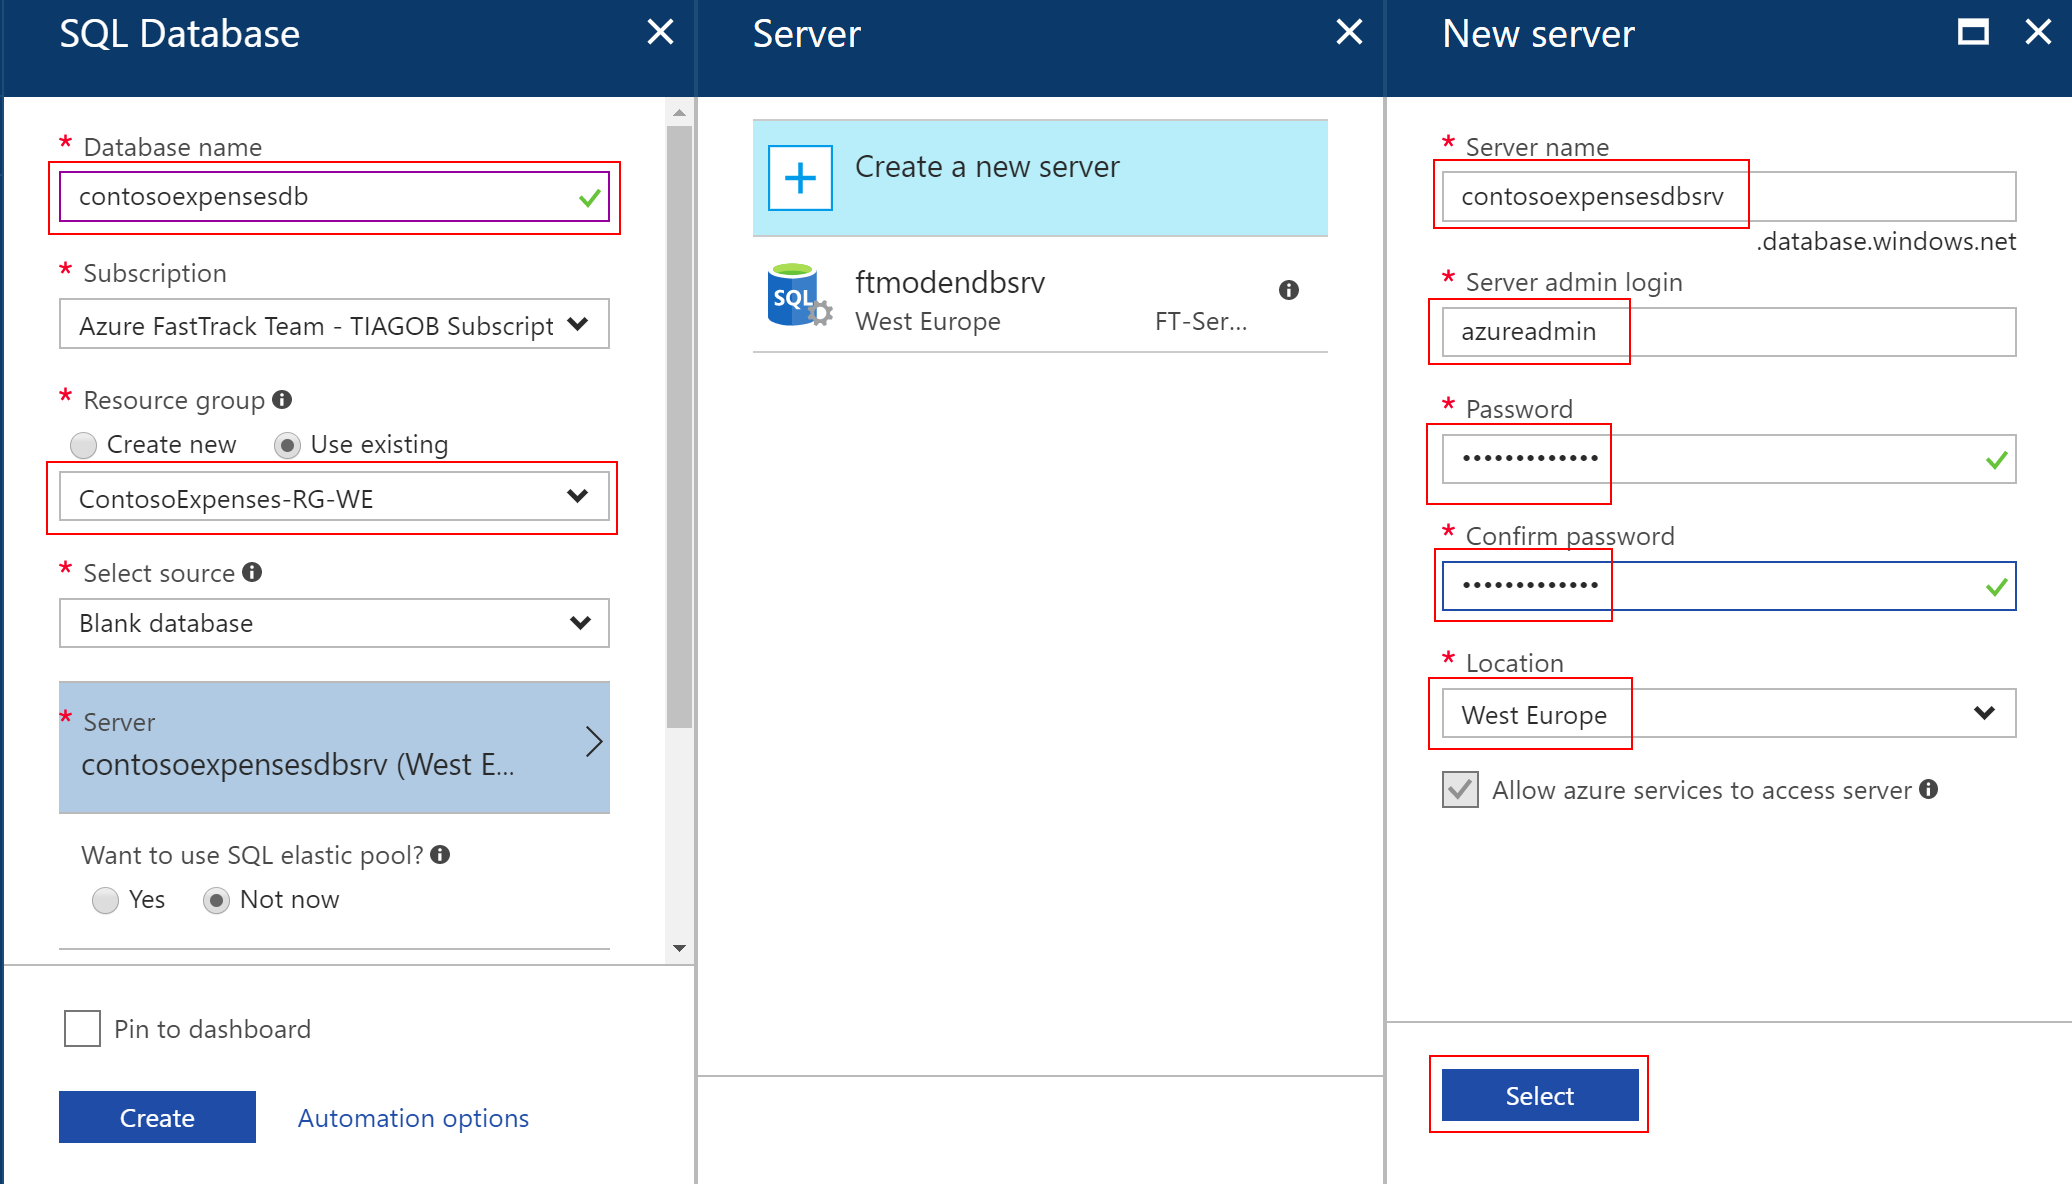 SQL Database
* Database name
contosoexpensesdb
* Subscription
Azure FastTrack Team - TIAGOB Subscript
* Resource group
Create new
Use existing
ContosoExpenses-RG-WE
* Select source
Blank database
* Server
contosoexpensesdbsrv (West E...
Want to use SQL elastic pool?
Yes
Not now
Pin to dashboard
Create
Automation options
Server
Create a new server
SQL
ftmodendbsrv
West Europe
FT-Ser...
New server
* Server name
contosoexpensesdbsrv
.database.windows.net
* Server admin login
azureadmin
* Password
•••••••••••••
* Confirm password
•••••••••••••
* Location
West Europe
Allow azure services to access server
Select